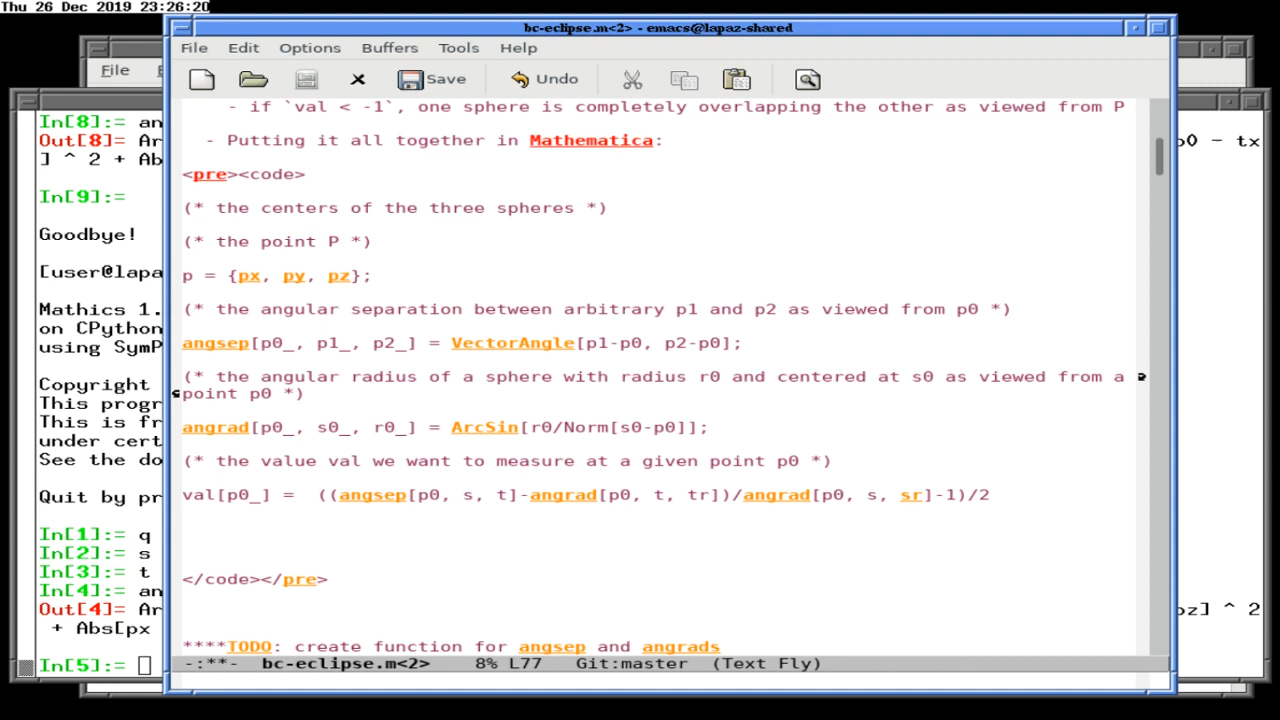 Thu 26 Dec 2019 23:26:20
bc-eclipse.m<2> - emacs@lapaz-shared
File Edit Options Buffers Tools Help
Save Undo
- if `val < -1`, one sphere is completely overlapping the other as viewed from P
- Putting it all together in Mathematica:
<pre><code>
(* the centers of the three spheres *)
(* the point P *)
p = {px, py, pz};
(* the angular separation between arbitrary p1 and p2 as viewed from p0 *)
angsep[p0_, p1_, p2_] = VectorAngle[p1-p0, p2-p0];
(* the angular radius of a sphere with radius r0 and centered at s0 as viewed from a
point p0 *)
angrad[p0_, s0_, r0_] = ArcSin[r0/Norm[s0-p0]];
(* the value val we want to measure at a given point p0 *)
val[p0_] =  ((angsep[p0, s, t]-angrad[p0, t, tr])/angrad[p0, s, sr]-1)/2
</code></pre>
****TODO: create function for angsep and angrads
-:**-  bc-eclipse.m<2>    8% L77    Git:master  (Text Fly)
File
In[8]:= an
Out[8]= Ar
p0 - tx
] ^ 2 + Ab
In[9]:=
Goodbye!
[user@lapa
Mathics 1.
on CPython
using SymP
Copyright
This progr
This is fr
under cert
See the do
Quit by pr
In[1]:= q
In[2]:= s
In[3]:= t
In[4]:= an
Out[4]= Ar
pz] ^ 2
+ Abs[px
In[5]:=